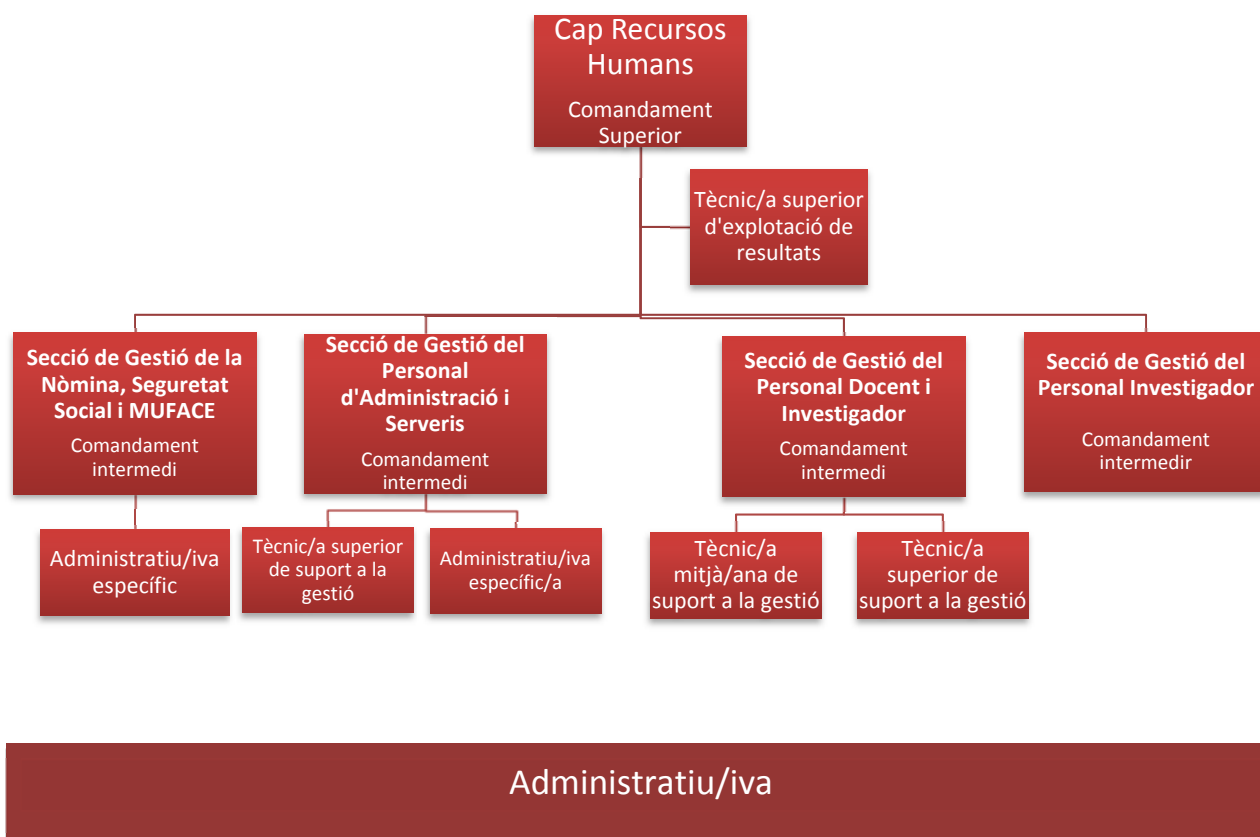 Cap Recursos
Humans
Comandament
Superior
Tècnic/a superior
d'explotació de
resultats
Secció de Gestió de la
Nòmina, Seguretat
Social i MUFACE
Comandament
intermedi
Secció de Gestió del
Personal
d'Administració i
Serveris
Comandament
intermedi
Secció de Gestió del
Personal Docent i
Investigador
Comandament
intermedi
Secció de Gestió del
Personal Investigador
Comandament
intermedir
Administratiu/iva
específic
Tècnic/a superior
de suport a la
gestió
Administratiu/iva
específic/a
Tècnic/a
mitjà/ana de
suport a la gestió
Tècnic/a
superior de
suport a la gestió
Administratiu/iva